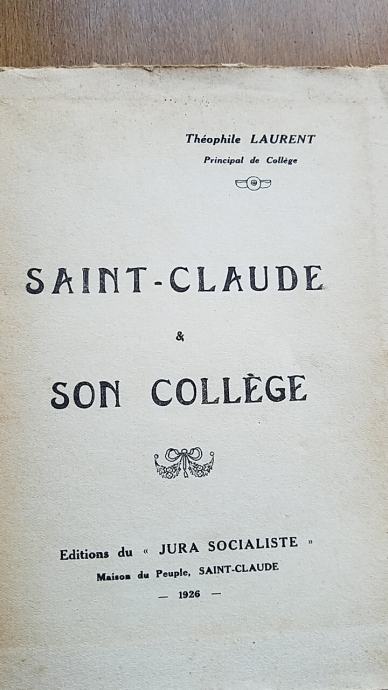 Théophile LAURENT
Principal de Collège
SAINT-CLAUDE
&
SON COLLÈGE
Editions du « JURA SOCIALISTE »
Maison du Peuple, SAINT-CLAUDE
— 1926 —